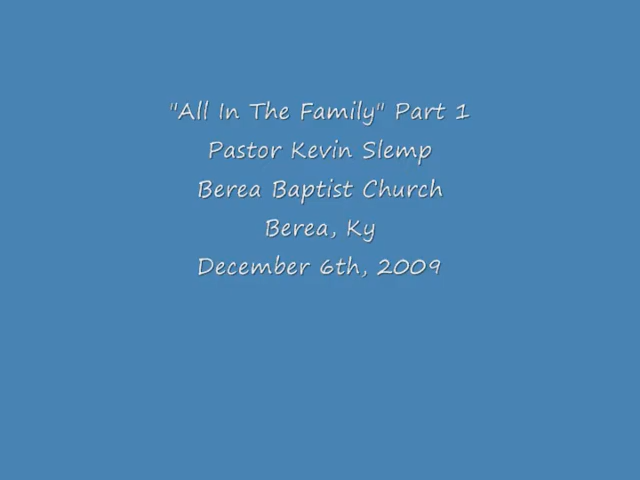 "All In The Family" Part 1
Pastor Kevin Slemp
Berea Baptist Church
Berea, Ky
December 6th, 2009